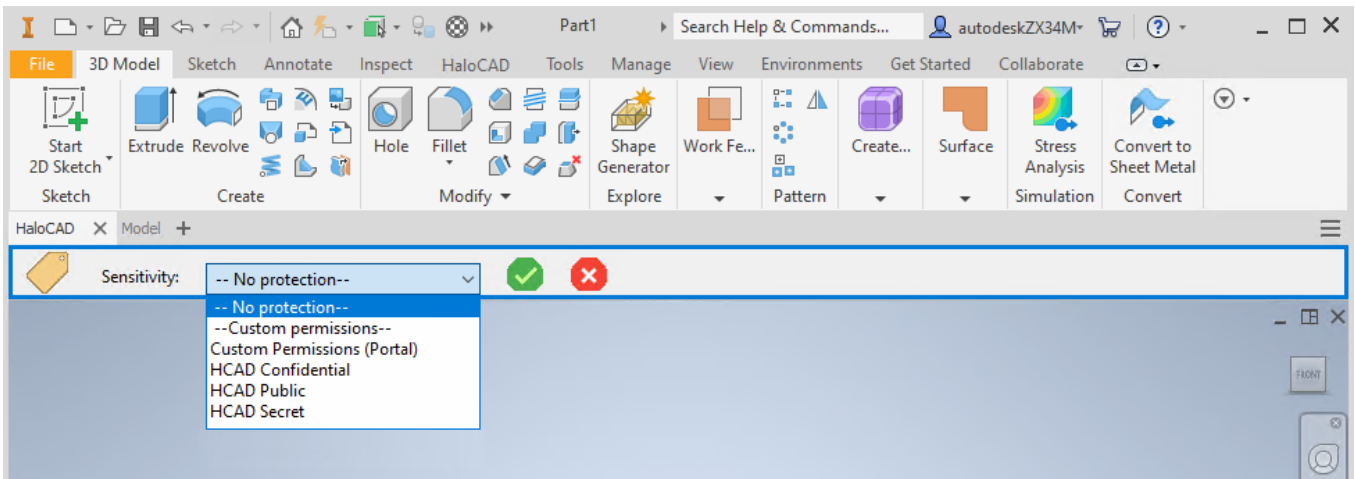 Part1
Search Help & Commands...
autodeskZX34M
File 3D Model Sketch Annotate Inspect HaloCAD Tools Manage View Environments Get Started Collaborate
Start
2D Sketch
Extrude Revolve
Hole
Fillet
Shape
Generator
Work Fe...
Create...
Surface
Stress
Analysis
Convert to
Sheet Metal
Sketch Create Modify Explore Pattern Simulation Convert
HaloCAD Model
Sensitivity: -- No protection--
-- No protection--
--Custom permissions--
Custom Permissions (Portal)
HCAD Confidential
HCAD Public
HCAD Secret
FRONT